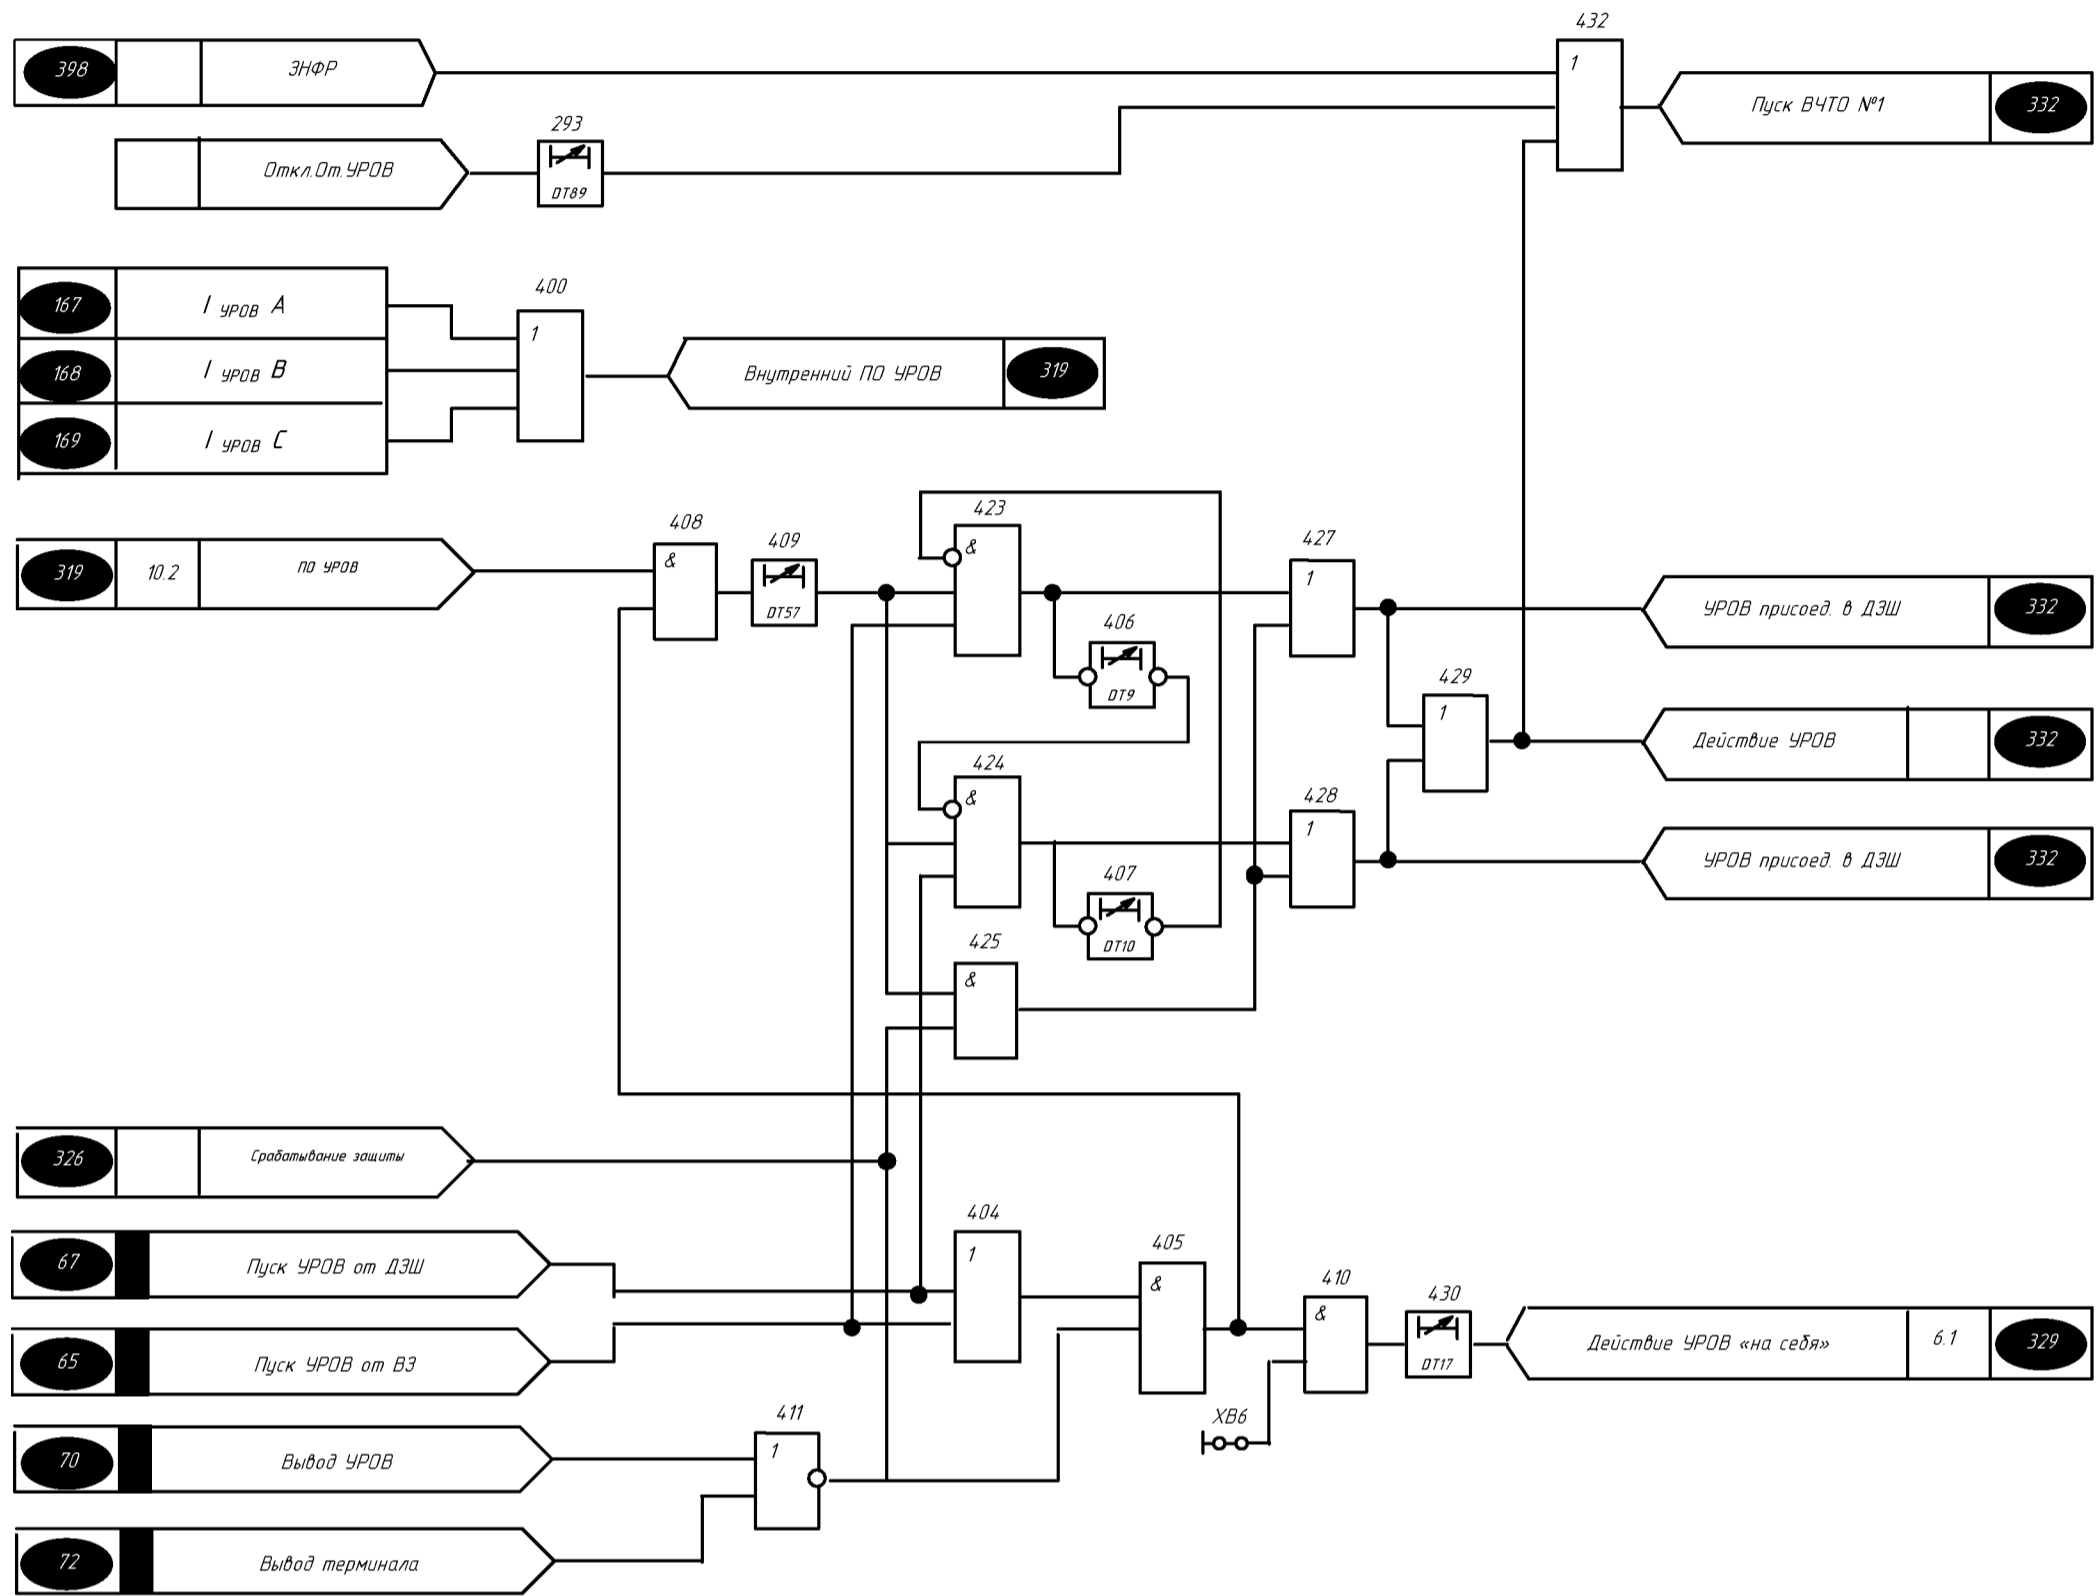 432
398 ЗНФР
1
Пуск ВЧТО №1 332
293
Откл.От.УРОВ
DT89
167 I УРОВ A
400
168 I УРОВ B
1
Внутренний ПО УРОВ 319
169 I УРОВ C
423
408
409
427
319 10.2 ПО УРОВ
&
&
1
DT57
УРОВ присоед. в ДЗШ 332
406
DT9
429
1
Действие УРОВ 332
424
&
428
1
УРОВ присоед. в ДЗШ 332
407
DT10
425
&
326 Срабатывание защиты
404
67 Пуск УРОВ от ДЗШ
1
405
&
410
430
&
65 Пуск УРОВ от ВЗ
DT17
Действие УРОВ «на себя» 6.1 329
411
ХВ6
70 Вывод УРОВ
1
72 Вывод терминала